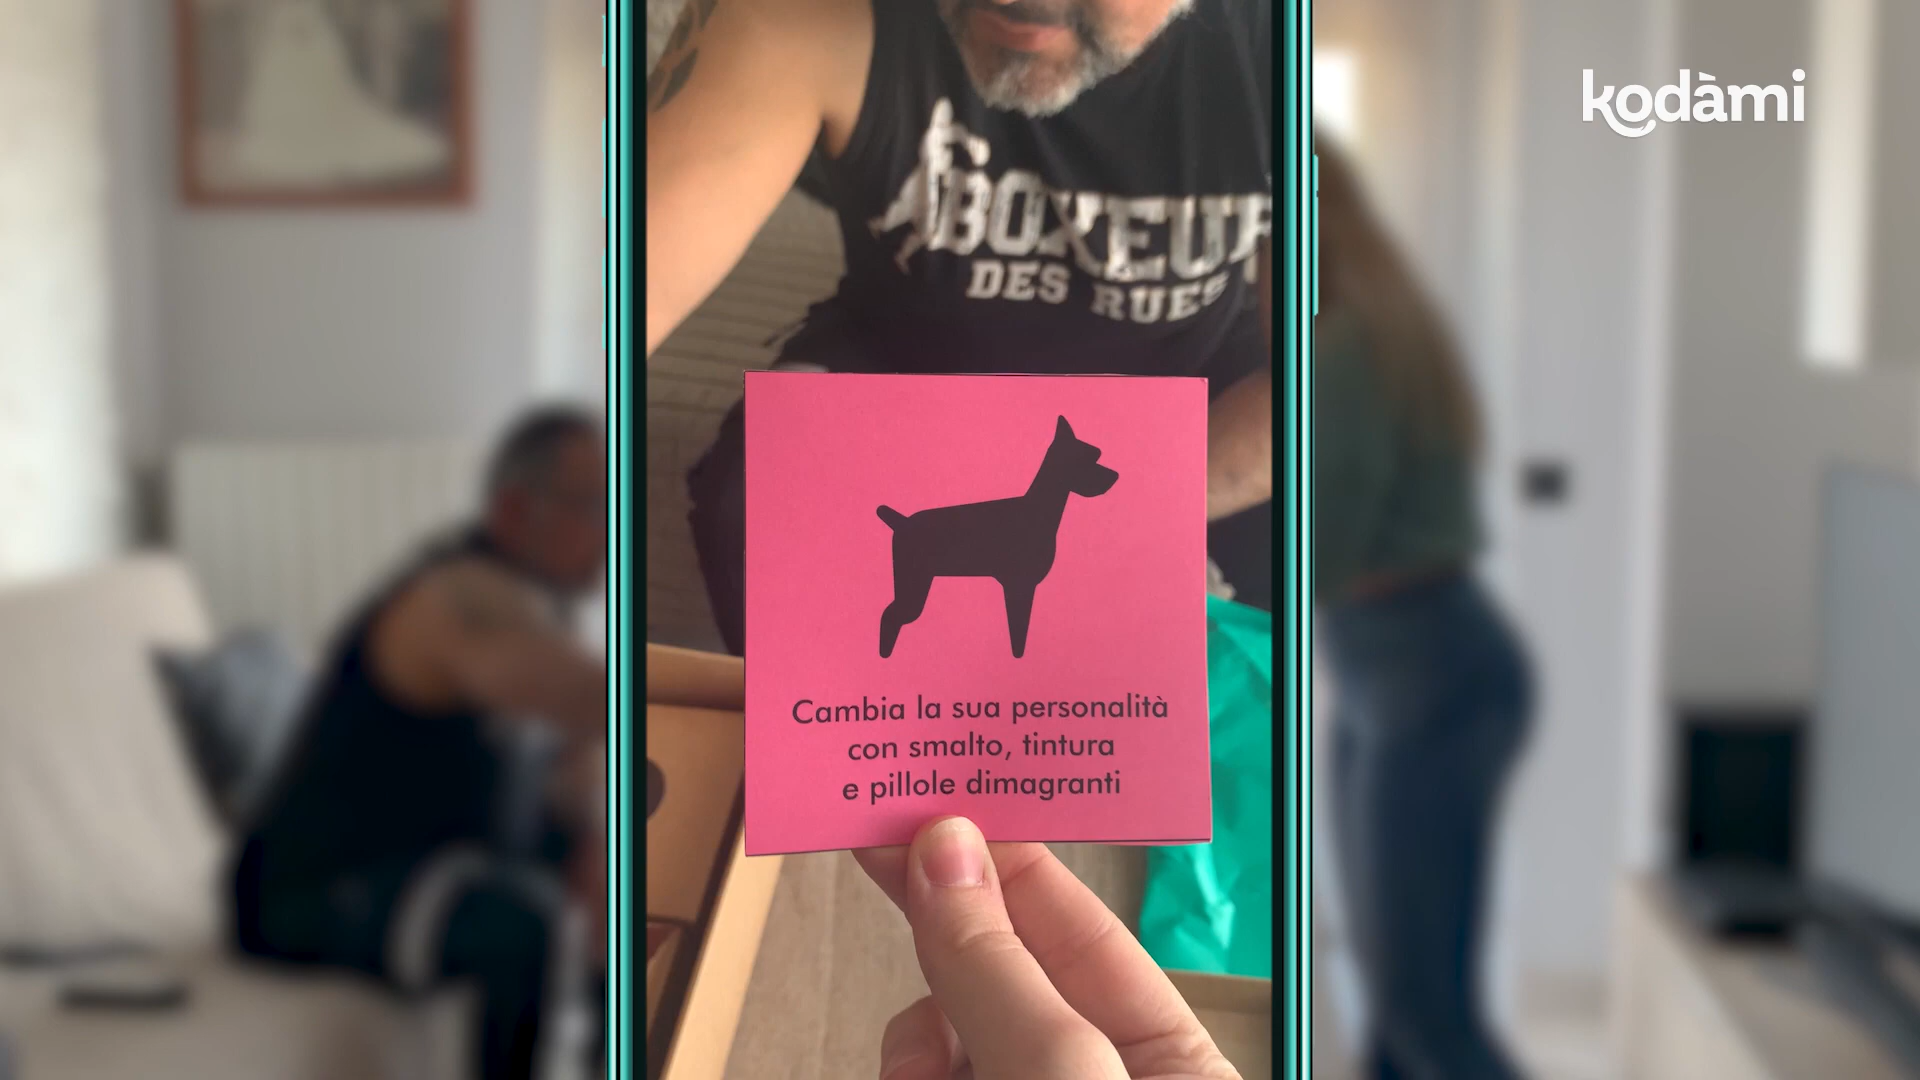 kodàmi
BOXEUR
DES RUES
Cambia la sua personalità
con smalto, tintura
e pillole dimagranti